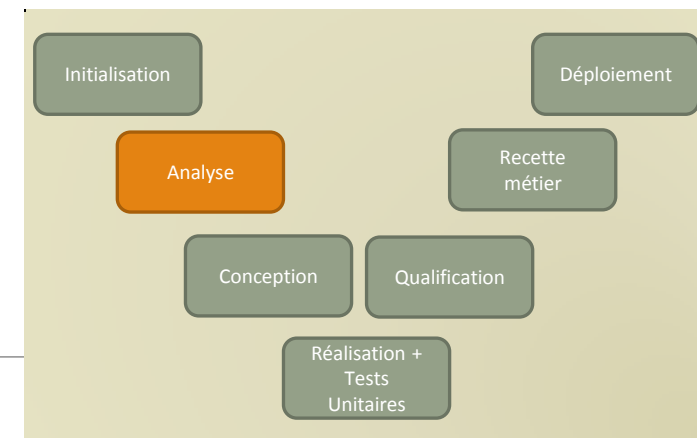 Initialisation
Déploiement
Analyse
Recette
métier
Conception
Qualification
Réalisation +
Tests
Unitaires